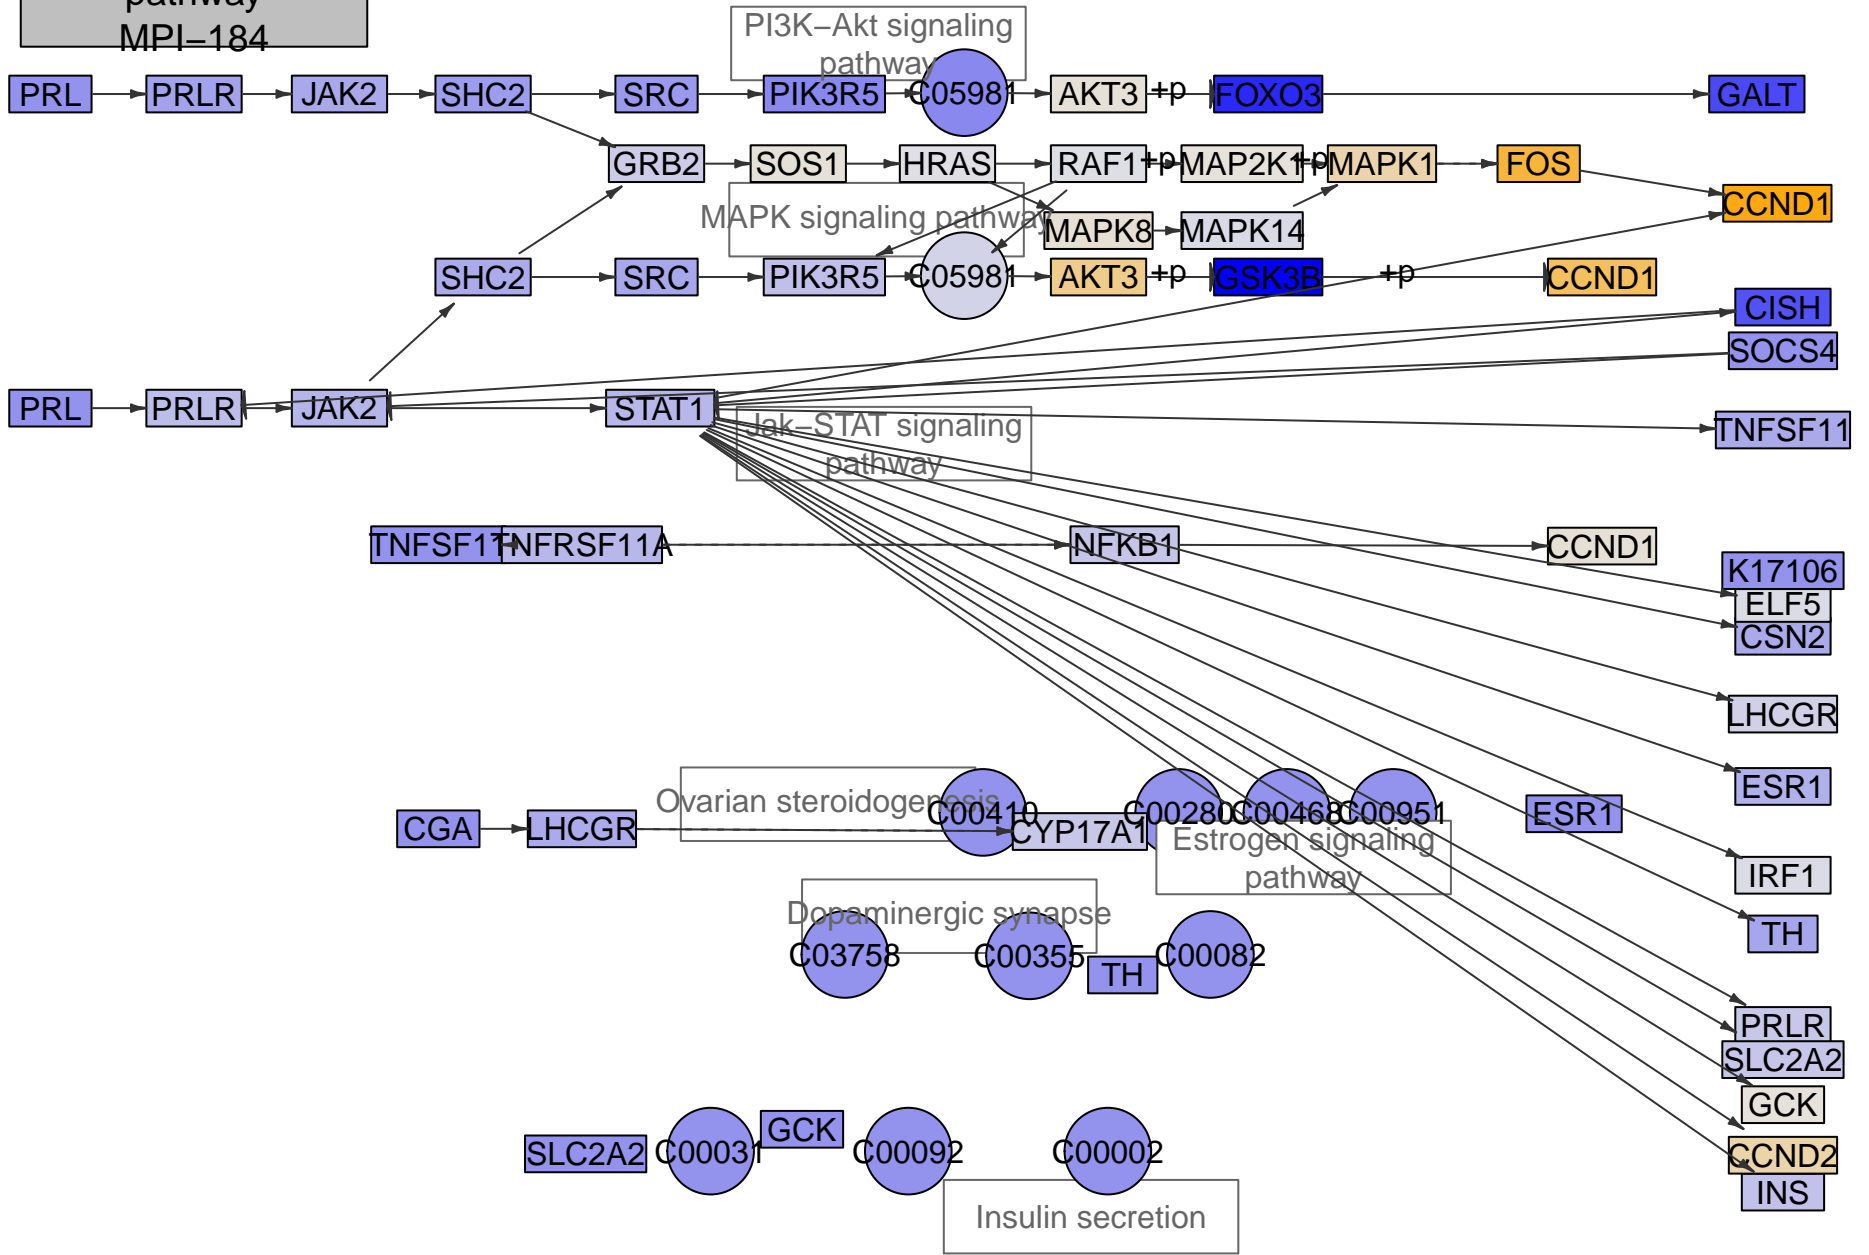 pathway
MPI−184
PI3K−Akt signaling
pathway
PRL
PRLR
JAK2
SHC2
SRC
PIK3R5
C05981
AKT3
+p
FOXO3
GALT
GRB2
SOS1
HRAS
RAF1
+p
MAP2K1
+p
MAPK1
FOS
CCND1
MAPK signaling pathway
MAPK8
MAPK14
SHC2
SRC
PIK3R5
C05981
AKT3
+p
GSK3B
+p
CCND1
CISH
SOCS4
PRL
PRLR
JAK2
STAT1
Jak−STAT signaling
pathway
TNFSF11
TNFSF11
TNFRSF11A
NFKB1
CCND1
K17106
ELF5
CSN2
LHCGR
ESR1
Ovarian steroidogenesis
C00410
C00280
C00468
C00951
ESR1
CGA
LHCGR
CYP17A1
Estrogen signaling
pathway
IRF1
Dopaminergic synapse
TH
C03758
C00355
TH
C00082
PRLR
SLC2A2
GCK
SLC2A2
C00031
GCK
C00092
C00002
CCND2
INS
Insulin secretion